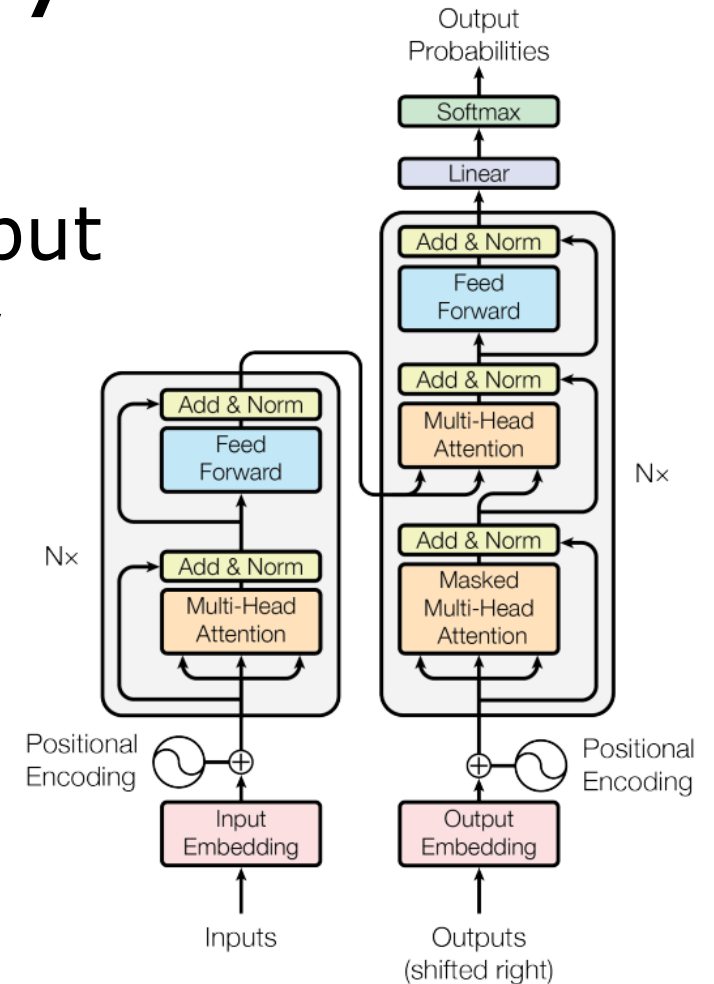 Output
Probabilities
Softmax
Linear
Add & Norm
Feed
Forward
Add & Norm
Multi-Head
Attention
Add & Norm
Masked
Multi-Head
Attention
Nx
Add & Norm
Feed
Forward
Add & Norm
Multi-Head
Attention
Nx
Positional
Encoding
Positional
Encoding
Input
Embedding
Output
Embedding
Inputs
Outputs
(shifted right)